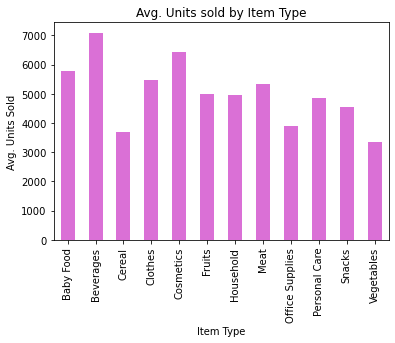 Avg. Units sold by Item Type
Avg. Units Sold
7000
6000
5000
4000
3000
2000
1000
0
Baby Food
Beverages
Cereal
Clothes
Cosmetics
Fruits
Household
Meat
Office Supplies
Personal Care
Snacks
Vegetables
Item Type